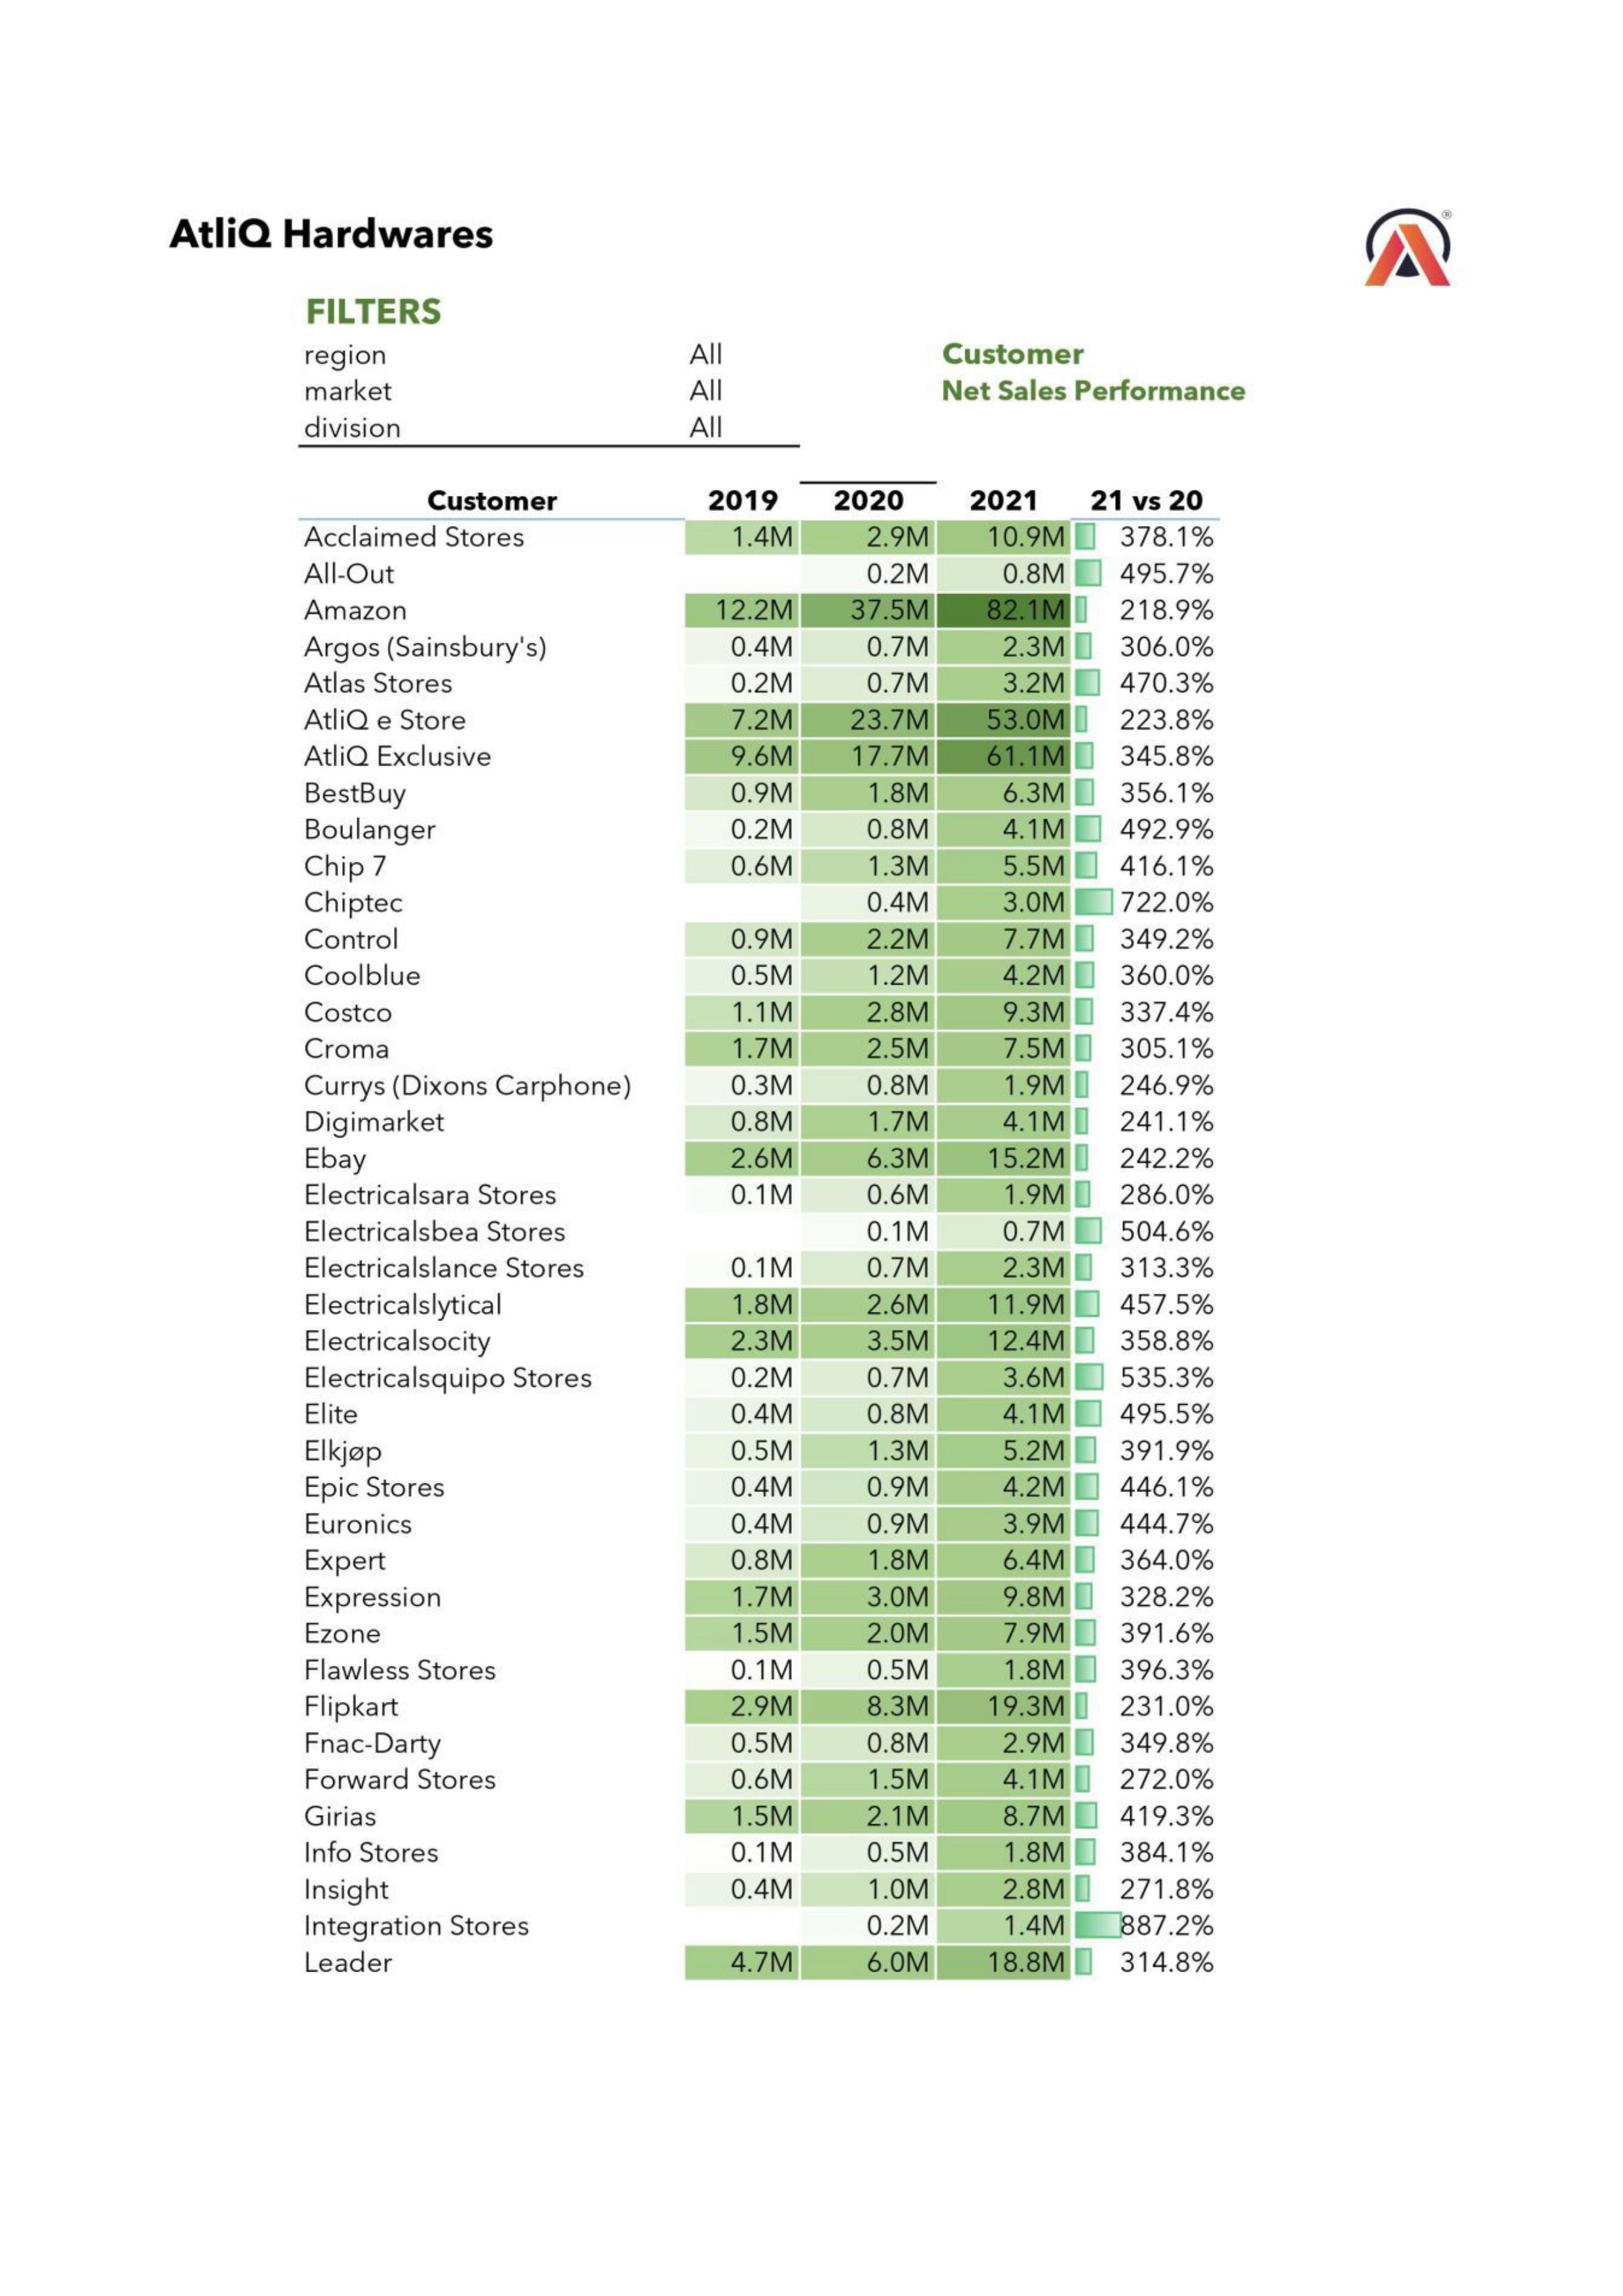 AtliQ Hardwares
®
FILTERS
region All Customer
market All Net Sales Performance
division All
Customer 2019 2020 2021 21 vs 20
Acclaimed Stores 1.4M 2.9M 10.9M 378.1%
All-Out 0.2M 0.8M 495.7%
Amazon 12.2M 37.5M 82.1M 218.9%
Argos (Sainsbury's) 0.4M 0.7M 2.3M 306.0%
Atlas Stores 0.2M 0.7M 3.2M 470.3%
AtliQ e Store 7.2M 23.7M 53.0M 223.8%
AtliQ Exclusive 9.6M 17.7M 61.1M 345.8%
BestBuy 0.9M 1.8M 6.3M 356.1%
Boulanger 0.2M 0.8M 4.1M 492.9%
Chip 7 0.6M 1.3M 5.5M 416.1%
Chiptec 0.4M 3.0M 722.0%
Control 0.9M 2.2M 7.7M 349.2%
Coolblue 0.5M 1.2M 4.2M 360.0%
Costco 1.1M 2.8M 9.3M 337.4%
Croma 1.7M 2.5M 7.5M 305.1%
Currys (Dixons Carphone) 0.3M 0.8M 1.9M 246.9%
Digimarket 0.8M 1.7M 4.1M 241.1%
Ebay 2.6M 6.3M 15.2M 242.2%
Electricalsara Stores 0.1M 0.6M 1.9M 286.0%
Electricalsbea Stores 0.1M 0.7M 504.6%
Electricalslance Stores 0.1M 0.7M 2.3M 313.3%
Electricalslytical 1.8M 2.6M 11.9M 457.5%
Electricalsocity 2.3M 3.5M 12.4M 358.8%
Electricalsquipo Stores 0.2M 0.7M 3.6M 535.3%
Elite 0.4M 0.8M 4.1M 495.5%
Elkjøp 0.5M 1.3M 5.2M 391.9%
Epic Stores 0.4M 0.9M 4.2M 446.1%
Euronics 0.4M 0.9M 3.9M 444.7%
Expert 0.8M 1.8M 6.4M 364.0%
Expression 1.7M 3.0M 9.8M 328.2%
Ezone 1.5M 2.0M 7.9M 391.6%
Flawless Stores 0.1M 0.5M 1.8M 396.3%
Flipkart 2.9M 8.3M 19.3M 231.0%
Fnac-Darty 0.5M 0.8M 2.9M 349.8%
Forward Stores 0.6M 1.5M 4.1M 272.0%
Girias 1.5M 2.1M 8.7M 419.3%
Info Stores 0.1M 0.5M 1.8M 384.1%
Insight 0.4M 1.0M 2.8M 271.8%
Integration Stores 0.2M 1.4M 887.2%
Leader 4.7M 6.0M 18.8M 314.8%